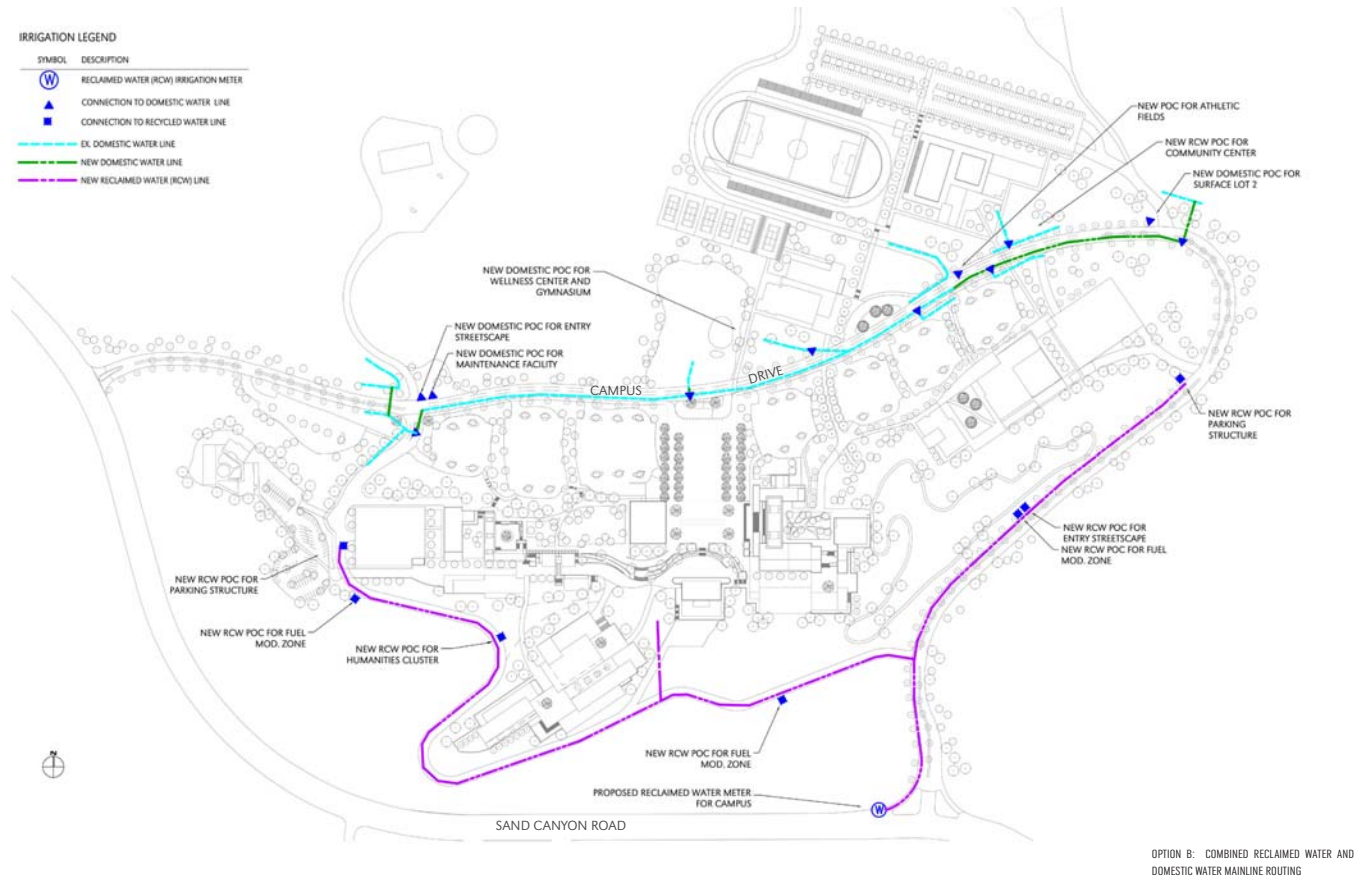 IRRIGATION LEGEND
SYMBOL DESCRIPTION
W RECLAIMED WATER (RCW) IRRIGATION METER
CONNECTION TO DOMESTIC WATER LINE
CONNECTION TO RECYCLED WATER LINE
EX. DOMESTIC WATER LINE
NEW DOMESTIC WATER LINE
NEW RECLAIMED WATER (RCW) LINE
NEW POC FOR ATHLETIC
FIELDS
NEW RCW POC FOR
COMMUNITY CENTER
NEW DOMESTIC POC FOR
SURFACE LOT 2
NEW DOMESTIC POC FOR
WELLNESS CENTER AND
GYMNASIUM
NEW DOMESTIC POC FOR ENTRY
STREETSCAPE
NEW DOMESTIC POC FOR
MAINTENANCE FACILITY
CAMPUS
DRIVE
NEW RCW POC FOR
PARKING
STRUCTURE
NEW RCW POC FOR
ENTRY STREETSCAPE
NEW RCW POC FOR FUEL
MOD. ZONE
NEW RCW POC FOR
PARKING STRUCTURE
NEW RCW POC FOR FUEL
MOD. ZONE
NEW RCW POC FOR
HUMANITIES CLUSTER
NEW RCW POC FOR FUEL
MOD. ZONE
N
PROPOSED RECLAIMED WATER METER
FOR CAMPUS
W
SAND CANYON ROAD
OPTION B: COMBINED RECLAIMED WATER AND
DOMESTIC WATER MAINLINE ROUTING